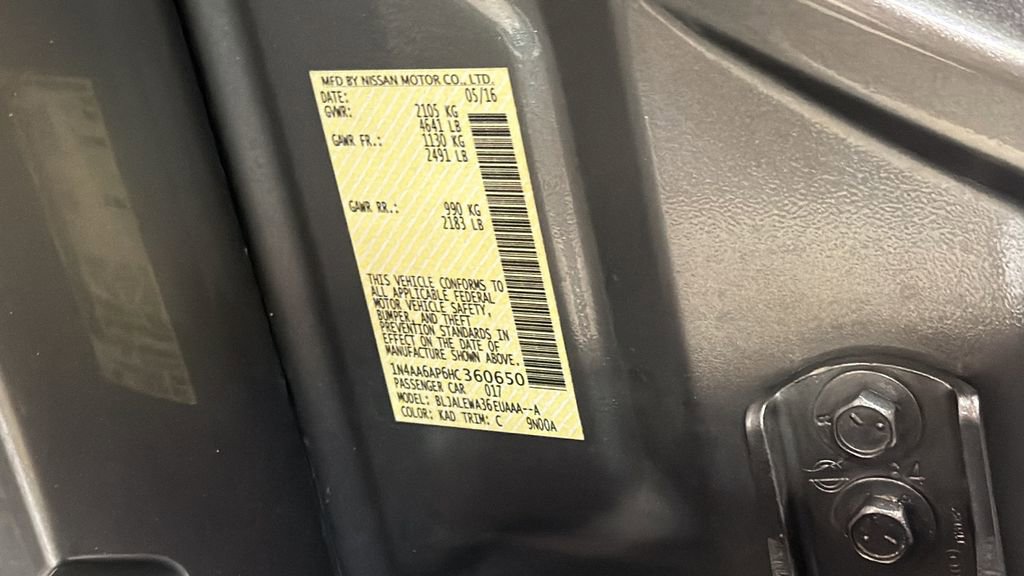 MFD BY NISSAN MOTOR CO., LTD.
DATE: 05/16
GVWR: 2105 KG
4641 LB
GAWR FR.: 1130 KG
2491 LB
GAWR RR.: 990 KG
2183 LB
THIS VEHICLE CONFORMS TO
ALL APPLICABLE FEDERAL
MOTOR VEHICLE SAFETY,
BUMPER, AND THEFT
PREVENTION STANDARDS IN
EFFECT ON THE DATE OF
MANUFACTURE SHOWN ABOVE.
1N4AA6AP6HC360650
PASSENGER CAR 017
MODEL: BLJALEWA36EUAAA--A
COLOR: KAD TRIM: C 9N00A